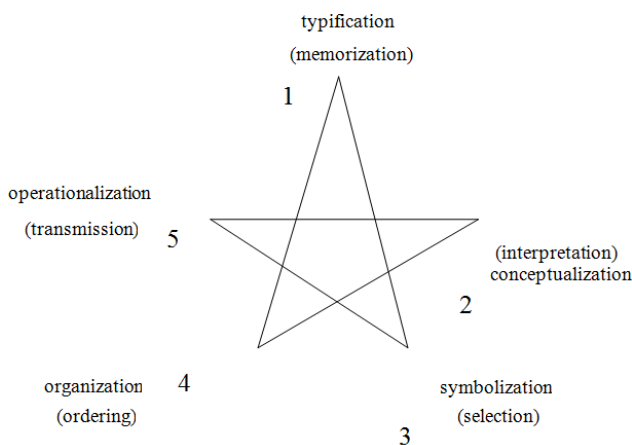 typification
(memorization)
1
operationalization
(transmission)
5
(interpretation)
conceptualization
2
organization
(ordering)
4
symbolization
(selection)
3